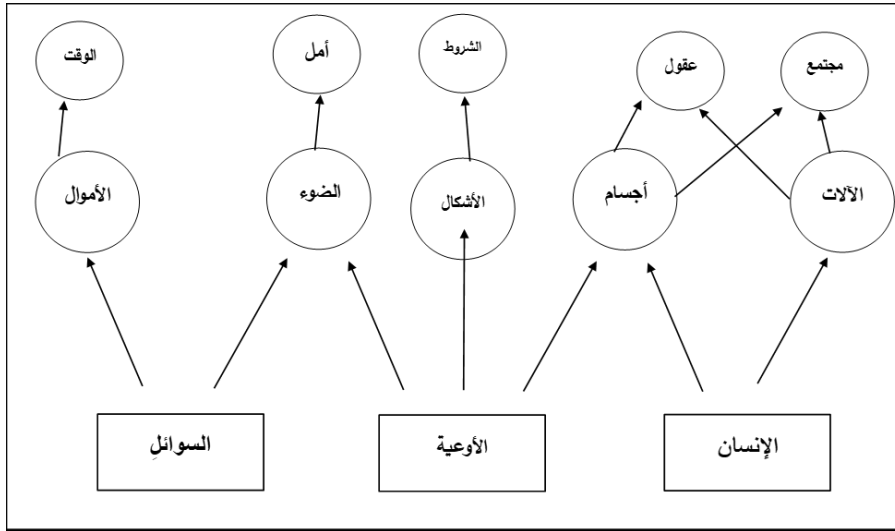 مجتمع
عقول
الشروط
أمل
الوقت
الآلات
أجسام
الأشكال
الضوء
الأموال
الإنسان
الأوعية
السوائلِ